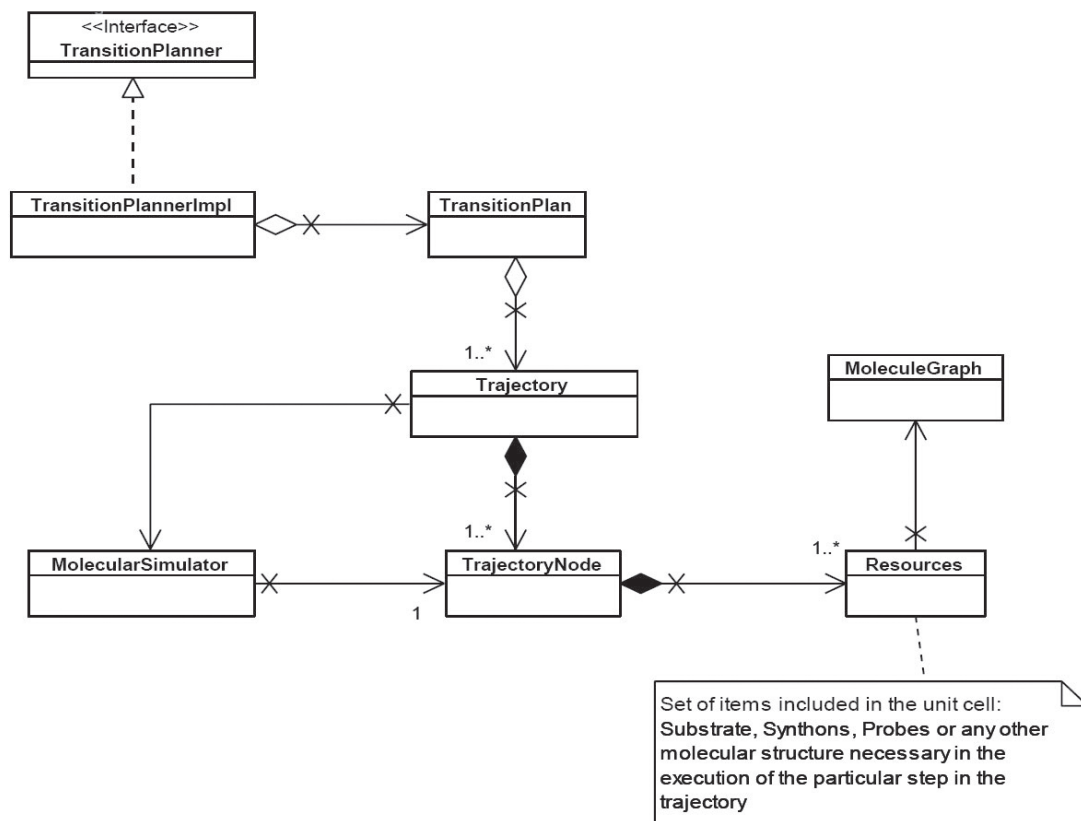 <<Interface>>
TransitionPlanner
TransitionPlannerImpl
TransitionPlan
1..*
Trajectory
MoleculeGraph
1..*
1..*
MolecularSimulator
TrajectoryNode
Resources
1
Set of items included in the unit cell:
Substrate, Synthons, Probes or any other
molecular structure necessary in the
execution of the particular step in the
trajectory